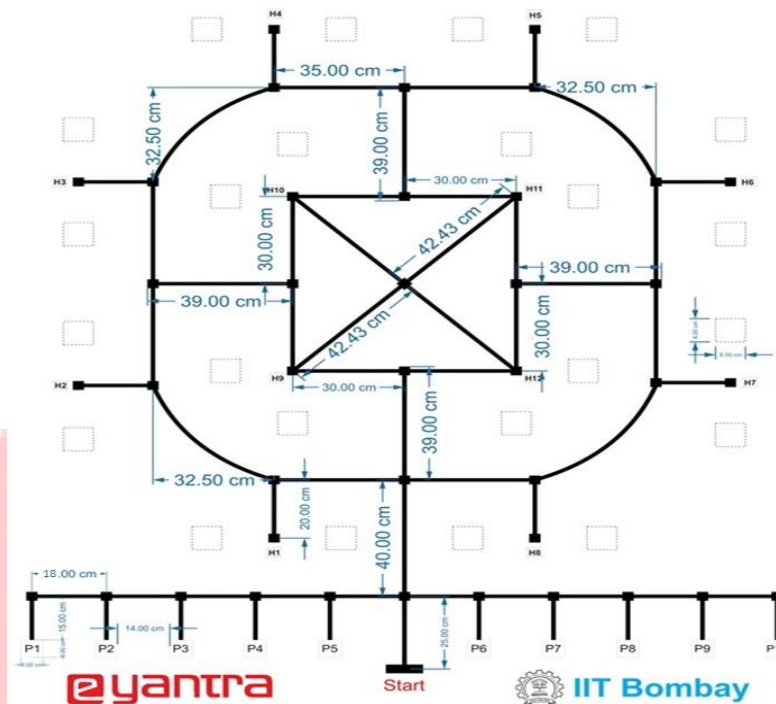 H4
H5
35.00 cm
32.50 cm
32.50 cm
39.00 cm
H3
H10
30.00 cm
H11
H6
30.00 cm
42.43 cm
39.00 cm
39.00 cm
42.43 cm
30.00 cm
H2
H9
30.00 cm
H12
H7
39.00 cm
32.50 cm
20.00 cm
40.00 cm
H1
H8
18.00 cm
15.00 cm
14.00 cm
25.00 cm
P1
P2
P3
P4
P5
P6
P7
P8
P9
eyantra
Start
IIT Bombay